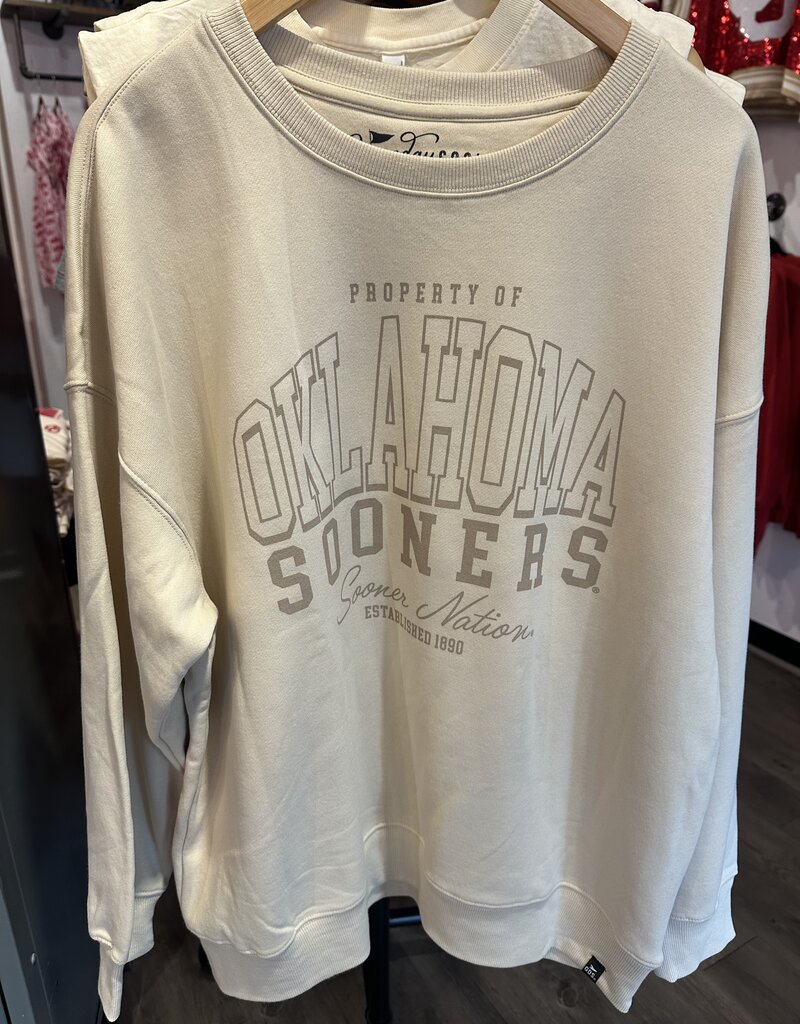 PROPERTY OF
OKLAHOMA
SOONERS®
Sooner Nation
ESTABLISHED 1890